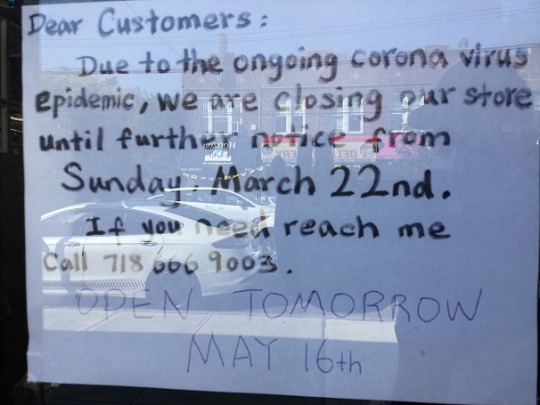 Dear Customers:
Due to the ongoing corona virus
epidemic, we are closing our store
until further notice from
Sunday. March 22nd.
If you need reach me
Call 718 666 9003.
OPEN TOMORROW
MAY 16th